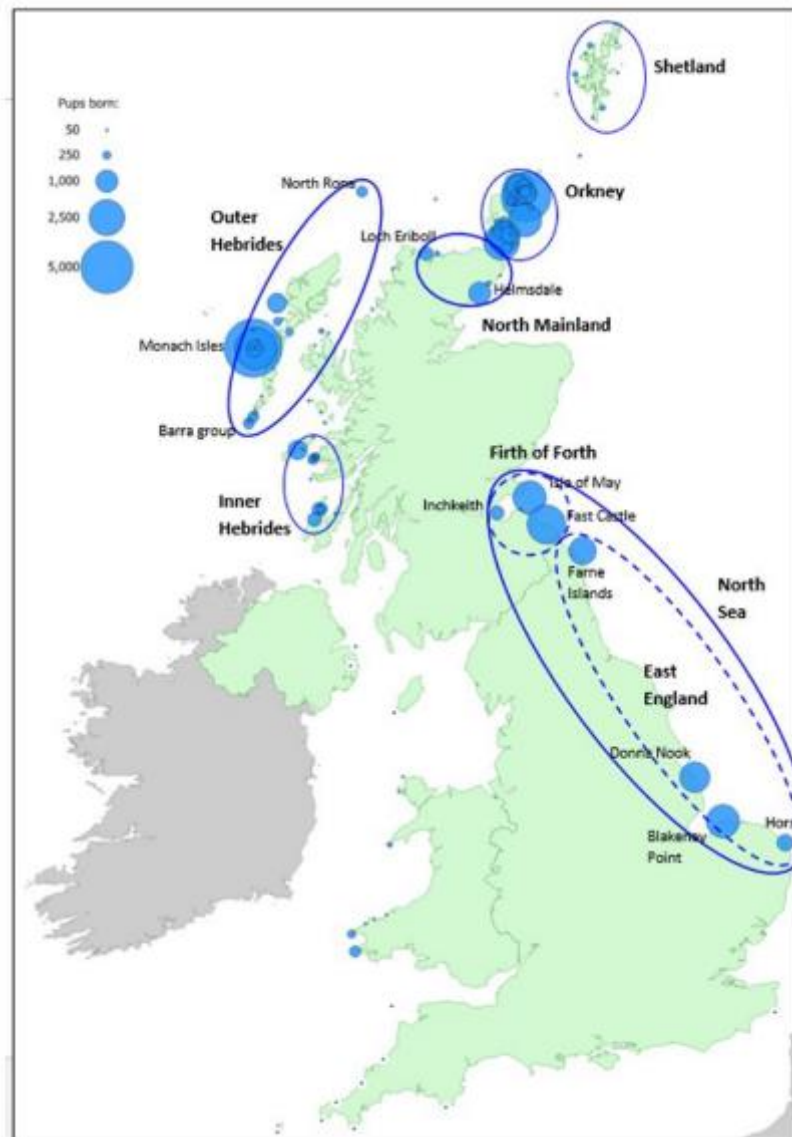 Shetland
Pups born:
50
250
1,000
2,500
5,000
North Rona
Orkney
Outer
Hebrides
Loch Eriboll
Helmsdale
North Mainland
Monach Isles
Barra group
Inner
Hebrides
Firth of Forth
Isle of May
Inchkeith
Fast Castle
Farne
Islands
North
Sea
East
England
Donna Nook
Blakeney
Point
Hors